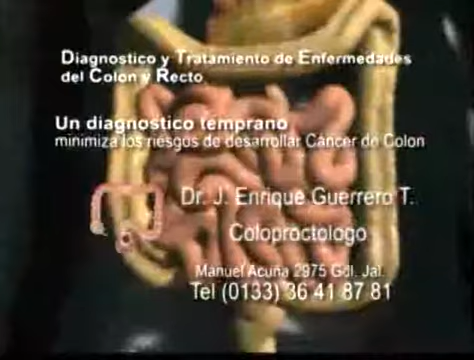 Diagnostico y Tratamiento de Enfermedades
del Colon y Recto
Un diagnostico temprano
minimiza los riesgos de desarrollar Cáncer de Colon
Dr. J. Enrique Guerrero T.
Coloproctologo
Manuel Acuña 2975 Gdl. Jal.
Tel (0133) 36 41 87 81